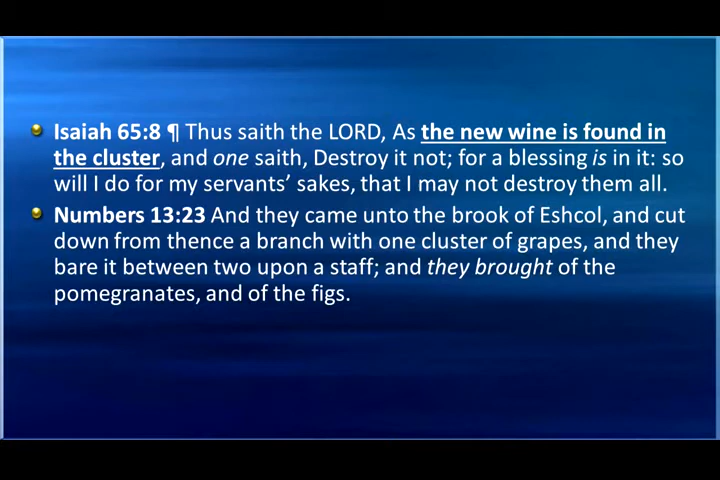 Isaiah 65:8 ¶ Thus saith the LORD, As the new wine is found in
the cluster, and one saith, Destroy it not; for a blessing is in it: so
will I do for my servants’ sakes, that I may not destroy them all.
Numbers 13:23 And they came unto the brook of Eshcol, and cut
down from thence a branch with one cluster of grapes, and they
bare it between two upon a staff; and they brought of the
pomegranates, and of the figs.